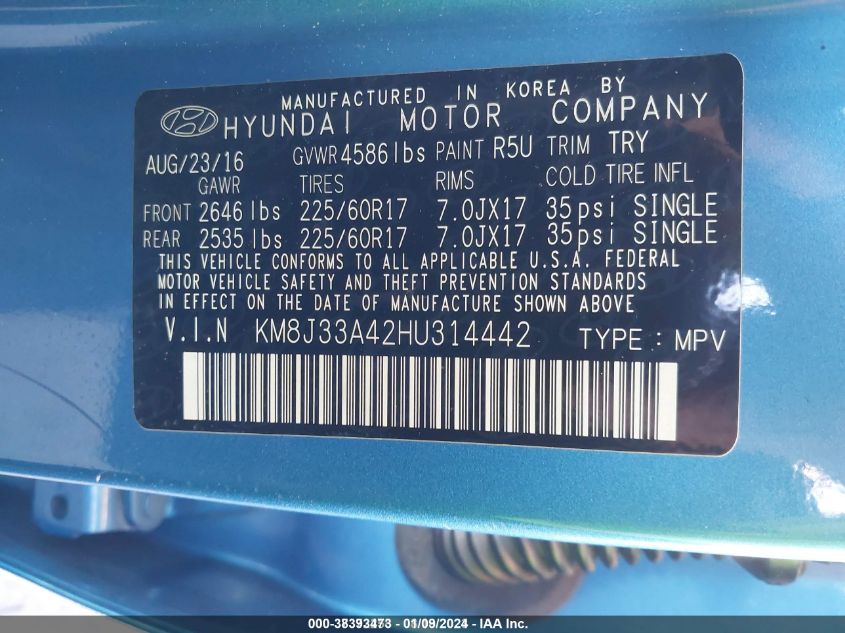 MANUFACTURED IN KOREA BY
HYUNDAI MOTOR COMPANY
AUG/23/16 GVWR 4586 lbs PAINT R5U TRIM TRY
GAWR TIRES RIMS COLD TIRE INFL
FRONT 2646 lbs 225/60R17 7.0JX17 35psi SINGLE
REAR 2535 lbs 225/60R17 7.0JX17 35psi SINGLE
THIS VEHICLE CONFORMS TO ALL APPLICABLE U.S.A. FEDERAL
MOTOR VEHICLE SAFETY AND THEFT PREVENTION STANDARDS
IN EFFECT ON THE DATE OF MANUFACTURE SHOWN ABOVE
V.I.N KM8J33A42HU314442 TYPE : MPV
000-38393473 - 01/09/2024 - IAA Inc.